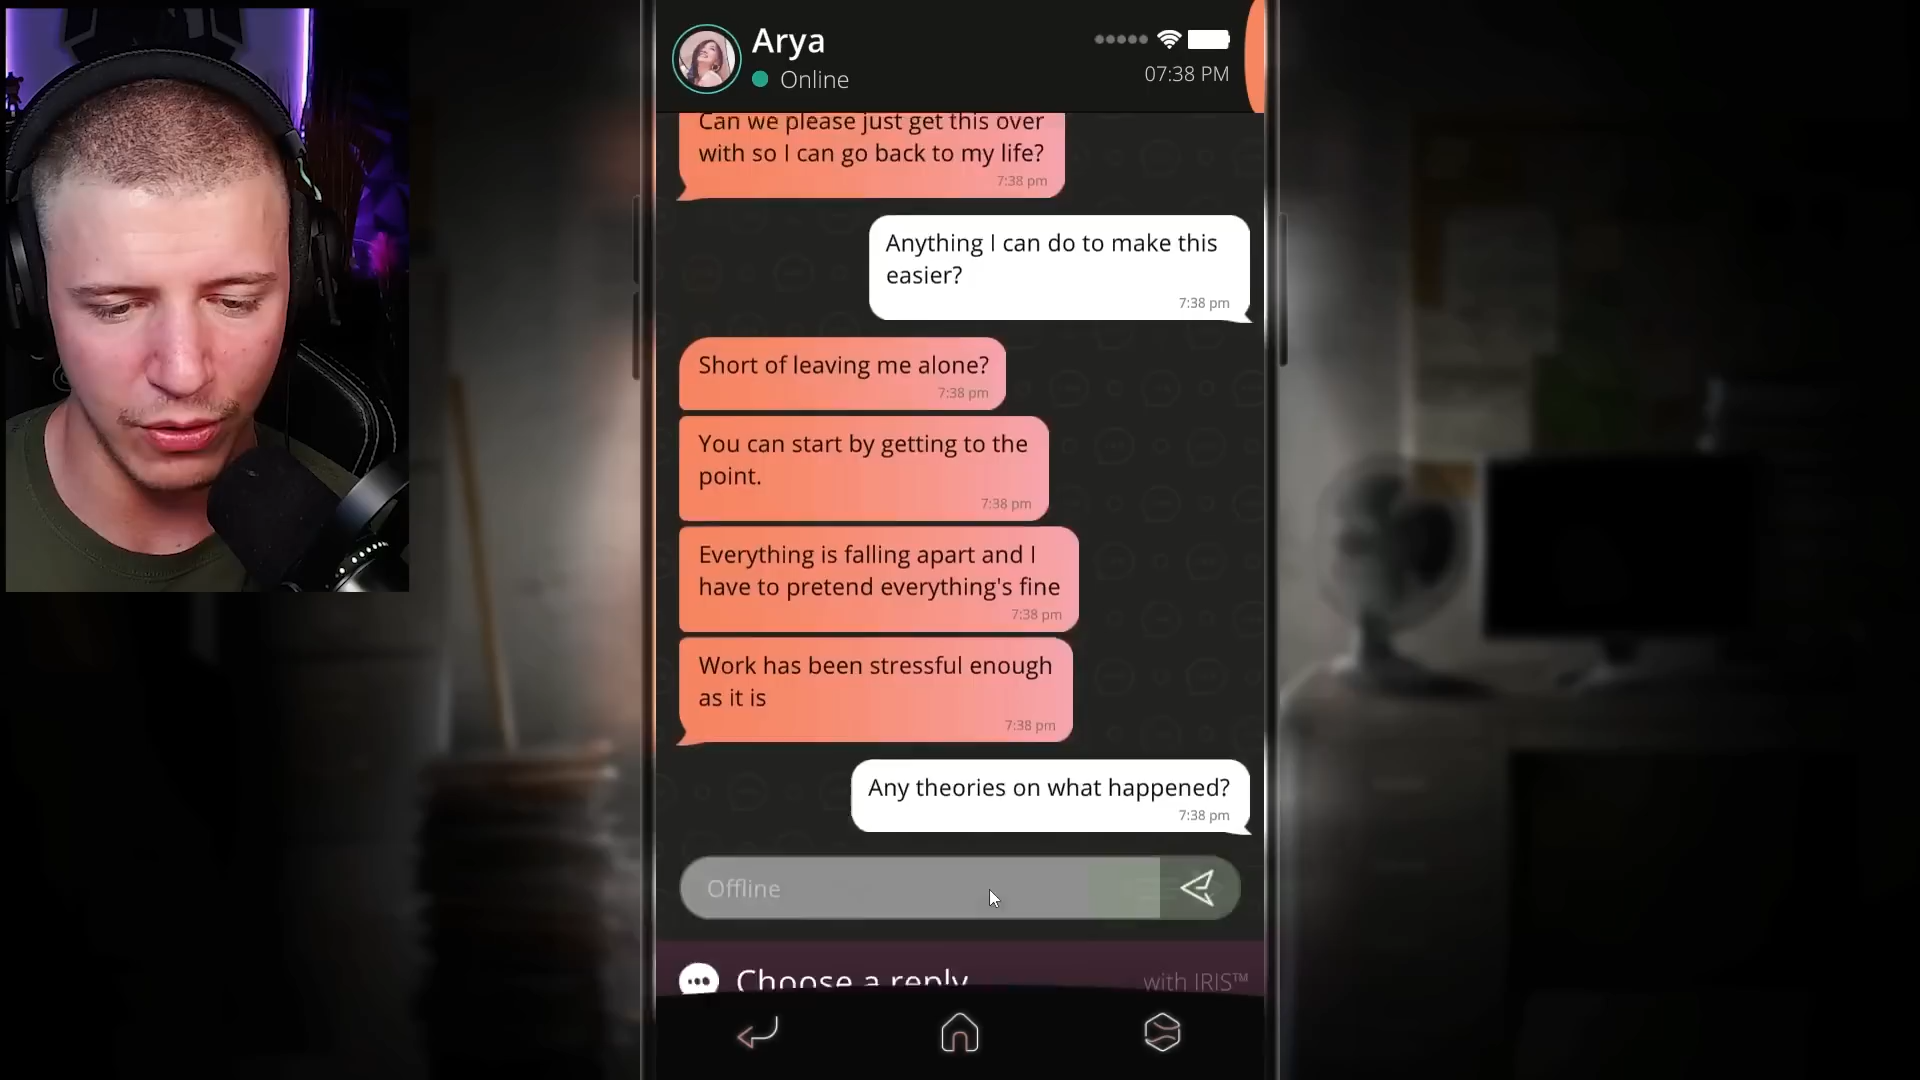 Arya
Online
07:38 PM
Can we please just get this over
with so I can go back to my life?
7:38 pm
Anything I can do to make this
easier?
7:38 pm
Short of leaving me alone?
7:38 pm
You can start by getting to the
point.
7:38 pm
Everything is falling apart and I
have to pretend everything's fine
7:38 pm
Work has been stressful enough
as it is
7:38 pm
Any theories on what happened?
7:38 pm
Offline
Choose a reply
with IRIS™